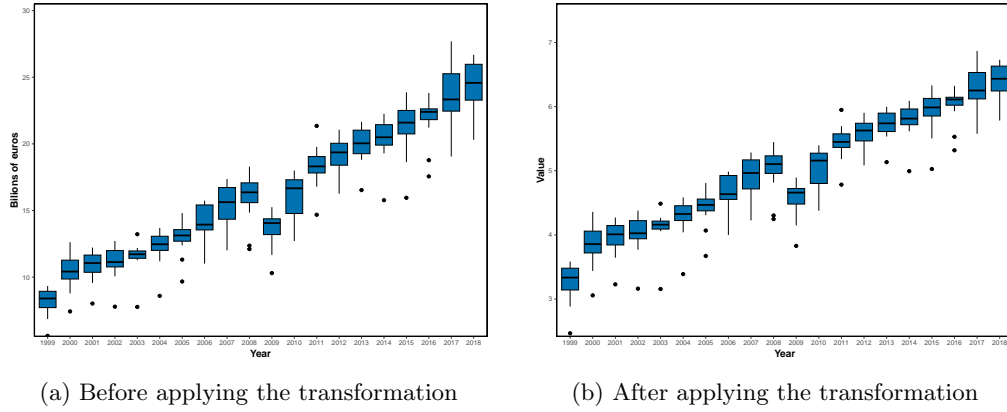 30
25
20
15
10
Bilions of euros
1999 2000 2001 2002 2003 2004 2005 2006 2007 2008 2009 2010 2011 2012 2013 2014 2015 2016 2017 2018
Year
(a) Before applying the transformation
7
6
5
4
3
Value
1999 2000 2001 2002 2003 2004 2005 2006 2007 2008 2009 2010 2011 2012 2013 2014 2015 2016 2017 2018
Year
(b) After applying the transformation